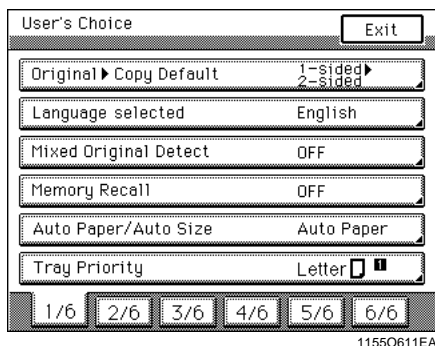 User's Choice
Exit
Original▶Copy Default 1-sided▶
2-sided
Language selected English
Mixed Original Detect OFF
Memory Recall OFF
Auto Paper/Auto Size Auto Paper
Tray Priority Letter 1
1/6 2/6 3/6 4/6 5/6 6/6
1155O611EA